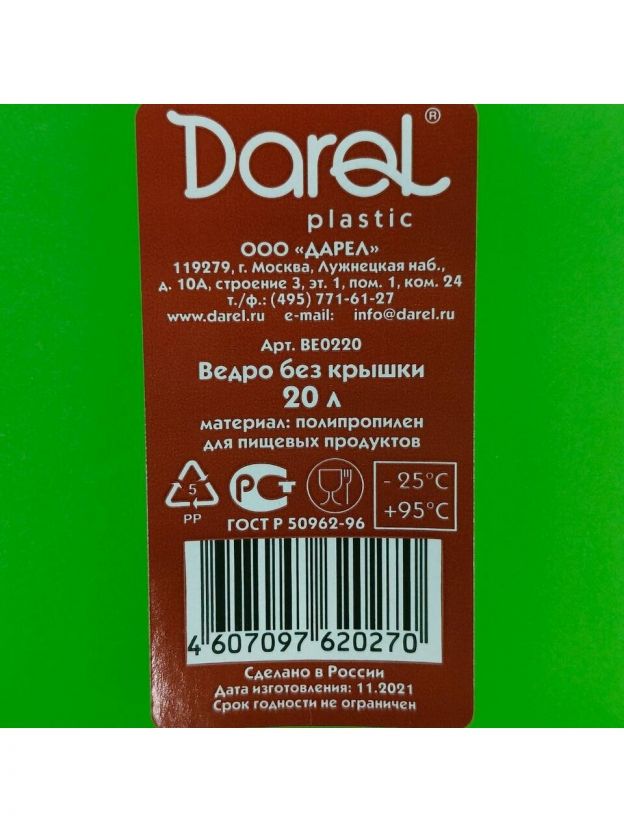 Darel®
plastic
ООО «ДАРЕЛ»
119279, г. Москва, Лужнецкая наб.,
д. 10А, строение 3, эт. 1, пом. 1, ком. 24
т./ф.: (495) 771-61-27
www.darel.ru e-mail: info@darel.ru
Арт. BE0220
Ведро без крышки
20 л
материал: полипропилен
для пищевых продуктов
5
PP
РСТ
- 25°C
+95°C
ГОСТ Р 50962-96
4 607097 620270
Сделано в России
Дата изготовления: 11.2021
Срок годности не ограничен